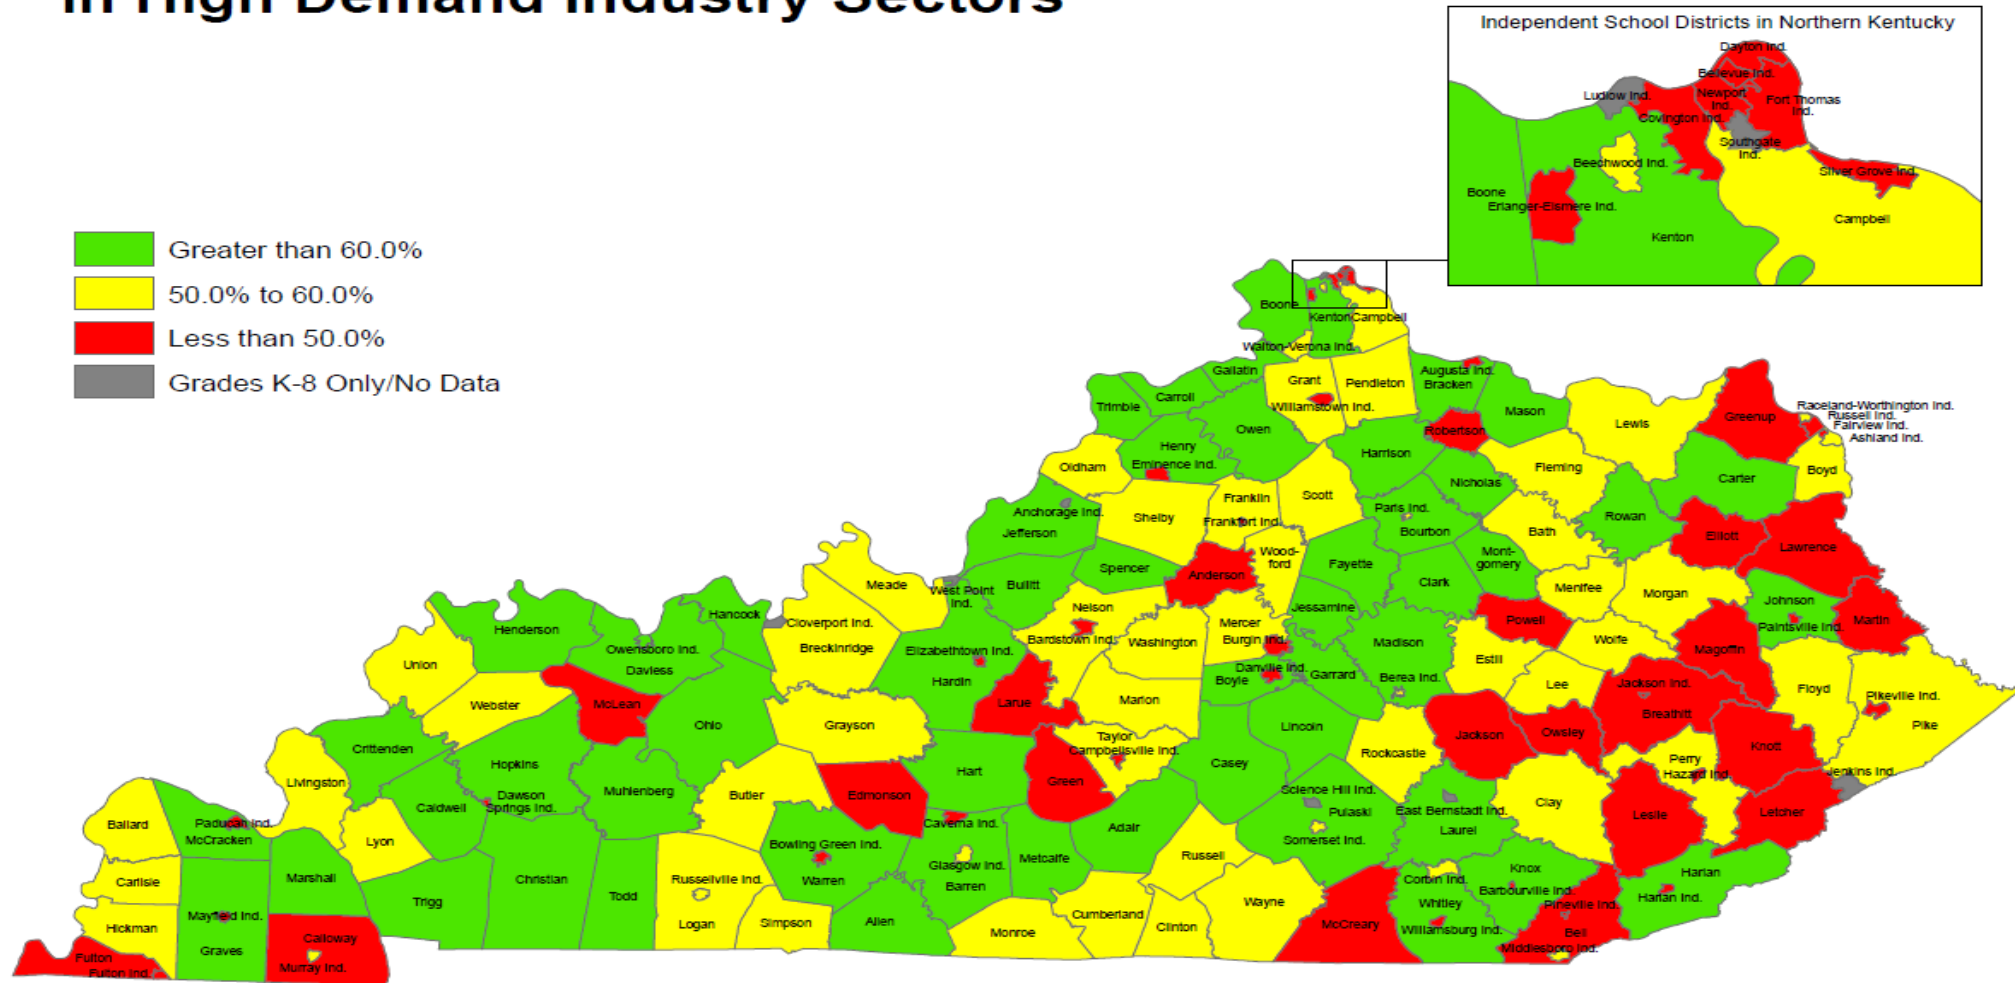 in High Demand Industry Sectors
Independent School Districts in Northern Kentucky
Dayton Ind.
Bellevue Ind.
Ludlow Ind.
Newport
Ind.
Fort Thomas
Ind.
Covington Ind.
Southgate
Ind.
Beechwood Ind.
Silver Grove Ind.
Boone
Erlanger-Elsmere Ind.
Campbell
Kenton
Greater than 60.0%
50.0% to 60.0%
Less than 50.0%
Grades K-8 Only/No Data
Boone
Kenton
Campbell
Walton-Verona Ind.
Gallatin
Grant
Pendleton
Augusta Ind.
Bracken
Carroll
Trimble
Williamstown Ind.
Mason
Owen
Robertson
Lewis
Greenup
Raceland-Worthington Ind.
Russell Ind.
Fairview Ind.
Ashland Ind.
Henry
Eminence Ind.
Oldham
Harrison
Fleming
Carter
Boyd
Nicholas
Franklin
Scott
Frankfort Ind.
Anchorage Ind.
Jefferson
Shelby
Paris Ind.
Bourbon
Bath
Rowan
Elliott
Lawrence
Wood-
ford
Mont-
gomery
Fayette
Spencer
Anderson
Clark
Bullitt
Meade
West Point
Ind.
Menifee
Morgan
Johnson
Paintsville Ind.
Martin
Nelson
Bardstown Ind.
Jessamine
Mercer
Burgin Ind.
Powell
Hancock
Cloverport Ind.
Breckinridge
Henderson
Owensboro Ind.
Daviess
Washington
Madison
Wolfe
Magoffin
Elizabethtown Ind.
Hardin
Union
Estill
Danville Ind.
Boyle
Garrard
Berea Ind.
Lee
Jackson Ind.
Breathitt
Floyd
Pikeville Ind.
Pike
Webster
McLean
Larue
Marion
Ohio
Grayson
Lincoln
Jackson
Owsley
Knott
Crittenden
Taylor
Campbellsville Ind.
Rockcastle
Perry
Hazard Ind.
Jenkins Ind.
Hopkins
Hart
Green
Casey
Livingston
Dawson
Springs Ind.
Muhlenberg
Butler
Edmonson
Science Hill Ind.
Pulaski
Somerset Ind.
East Bernstadt Ind.
Laurel
Clay
Leslie
Letcher
Caldwell
Ballard
Paducah Ind.
McCracken
Lyon
Caverna Ind.
Adair
Bowling Green Ind.
Warren
Glasgow Ind.
Barren
Metcalfe
Russell
Knox
Barbourville Ind.
Corbin Ind.
Harlan
Harlan Ind.
Carlisle
Marshall
Christian
Russellville Ind.
Logan
Todd
Trigg
Wayne
Whitley
Williamsburg Ind.
Pineville Ind.
Bell
Middlesboro Ind.
Mayfield Ind.
Graves
Hickman
Simpson
Allen
Monroe
Cumberland
Clinton
McCreary
Calloway
Murray Ind.
Fulton
Fulton Ind.